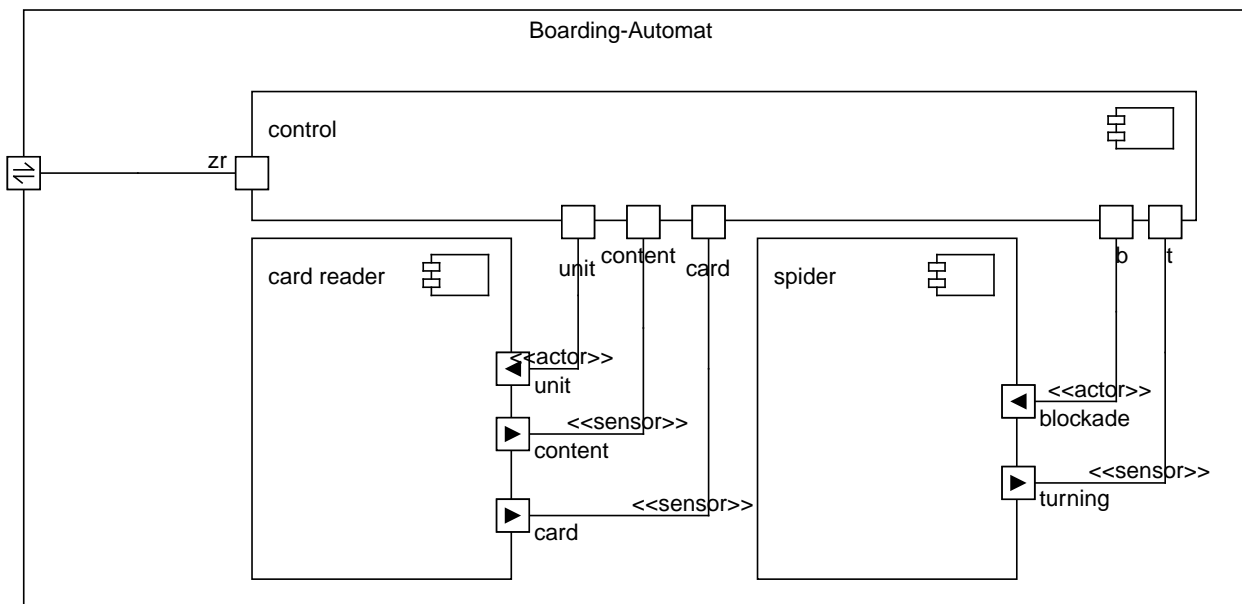 Boarding-Automat
control
zr
unit
content
card
b
t
card reader
spider
<<actor>>
unit
<<sensor>>
content
<<sensor>>
card
<<actor>>
blockade
<<sensor>>
turning